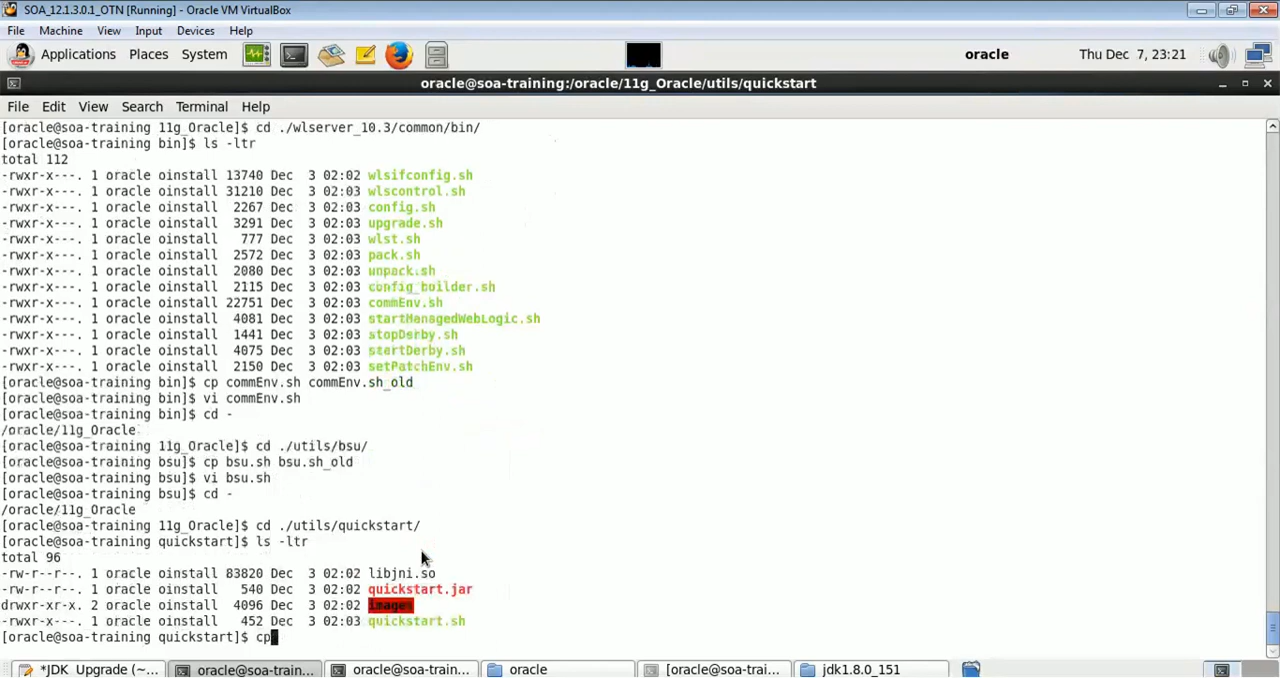 SOA_12.1.3.0.1_OTN [Running] - Oracle VM VirtualBox
File Machine View Input Devices Help
Applications Places System oracle Thu Dec 7, 23:21
oracle@soa-training:/oracle/11g_Oracle/utils/quickstart
File Edit View Search Terminal Help
[oracle@soa-training 11g_Oracle]$ cd ./wlserver_10.3/common/bin/
[oracle@soa-training bin]$ ls -ltr
total 112
-rwxr-x---. 1 oracle oinstall 13740 Dec  3 02:02 wlsifconfig.sh
-rwxr-x---. 1 oracle oinstall 31210 Dec  3 02:02 wlscontrol.sh
-rwxr-x---. 1 oracle oinstall  2267 Dec  3 02:03 config.sh
-rwxr-x---. 1 oracle oinstall  3291 Dec  3 02:03 upgrade.sh
-rwxr-x---. 1 oracle oinstall   777 Dec  3 02:03 wlst.sh
-rwxr-x---. 1 oracle oinstall  2572 Dec  3 02:03 pack.sh
-rwxr-x---. 1 oracle oinstall  2080 Dec  3 02:03 unpack.sh
-rwxr-x---. 1 oracle oinstall  2115 Dec  3 02:03 config_builder.sh
-rwxr-x---. 1 oracle oinstall 22751 Dec  3 02:03 commEnv.sh
-rwxr-x---. 1 oracle oinstall  4081 Dec  3 02:03 startManagedWebLogic.sh
-rwxr-x---. 1 oracle oinstall  1441 Dec  3 02:03 stopDerby.sh
-rwxr-x---. 1 oracle oinstall  4075 Dec  3 02:03 startDerby.sh
-rwxr-x---. 1 oracle oinstall  2150 Dec  3 02:03 setPatchEnv.sh
[oracle@soa-training bin]$ cp commEnv.sh commEnv.sh_old
[oracle@soa-training bin]$ vi commEnv.sh
[oracle@soa-training bin]$ cd -
/oracle/11g_Oracle
[oracle@soa-training 11g_Oracle]$ cd ./utils/bsu/
[oracle@soa-training bsu]$ cp bsu.sh bsu.sh_old
[oracle@soa-training bsu]$ vi bsu.sh
[oracle@soa-training bsu]$ cd -
/oracle/11g_Oracle
[oracle@soa-training 11g_Oracle]$ cd ./utils/quickstart/
[oracle@soa-training quickstart]$ ls -ltr
total 96
-rw-r--r--. 1 oracle oinstall 83820 Dec  3 02:02 libjni.so
-rw-r--r--. 1 oracle oinstall   540 Dec  3 02:02 quickstart.jar
drwxr-xr-x. 2 oracle oinstall  4096 Dec  3 02:02 images
-rwxr-x---. 1 oracle oinstall   452 Dec  3 02:03 quickstart.sh
[oracle@soa-training quickstart]$ cp
*JDK Upgrade (~... oracle@soa-train... oracle@soa-train... oracle [oracle@soa-trai... jdk1.8.0_151